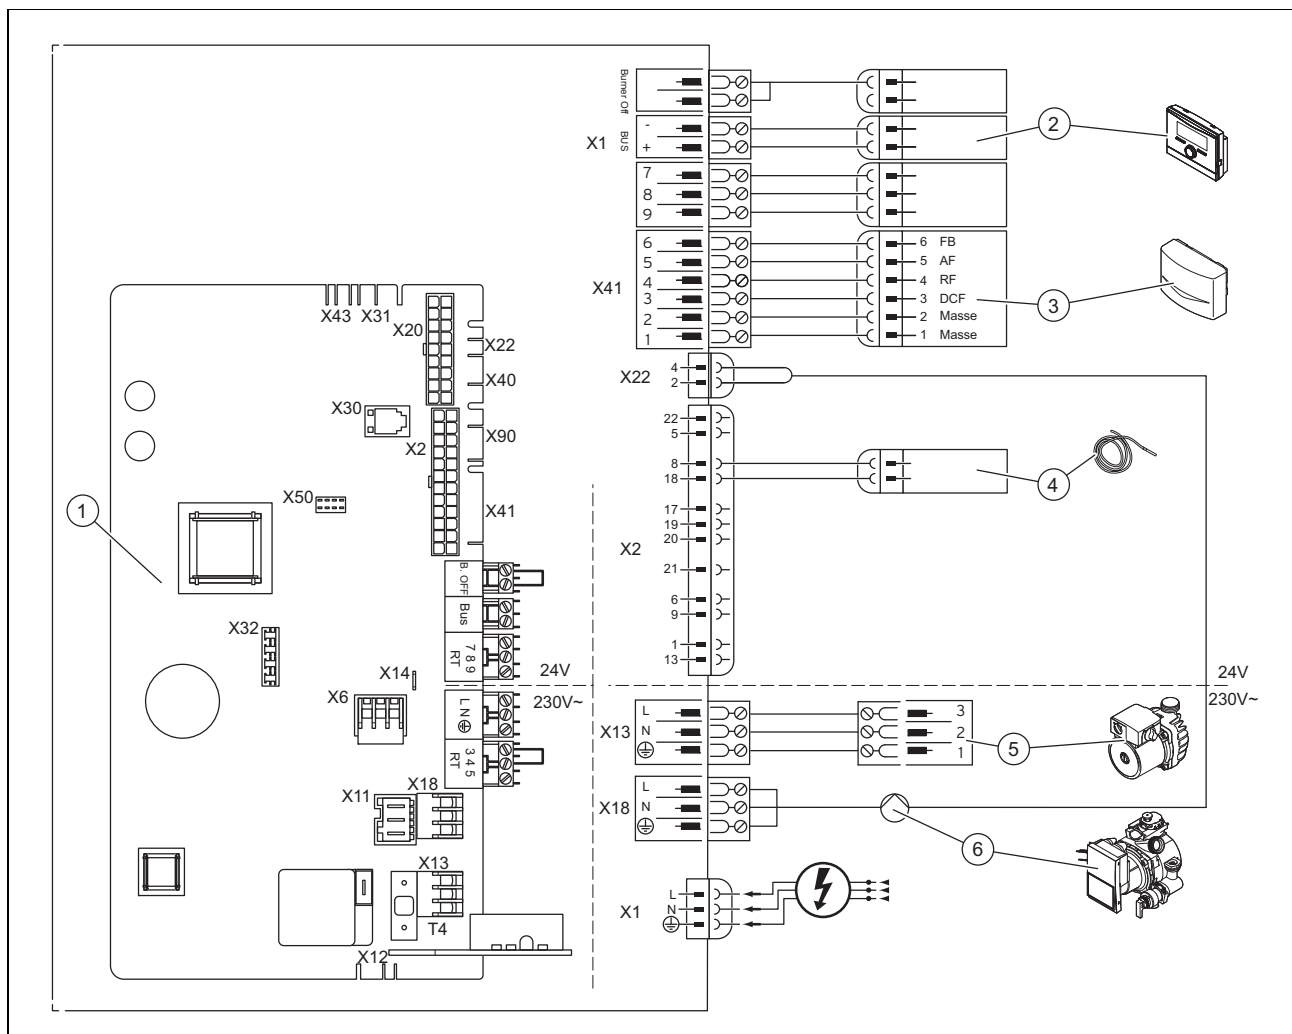 Burner Off
X1
BUS
-
+
2
7
8
9
6
5
4
3
2
1
X41
6 FB
5 AF
4 RF
3 DCF
2 Masse
1 Masse
3
X22
4
2
X2
22
5
8
18
17
19
20
21
6
9
1
13
4
24V
230V~
X13
L
N
3
2
1
5
X18
L
N
6
X1
L
N
X43
X31
X20
X22
X40
X30
X2
X90
X50
X41
1
B. OFF
Bus
7 8 9
RT
X32
X14
24V
X6
L N
230V~
3 4 5
RT
X11
X18
X13
T4
X12